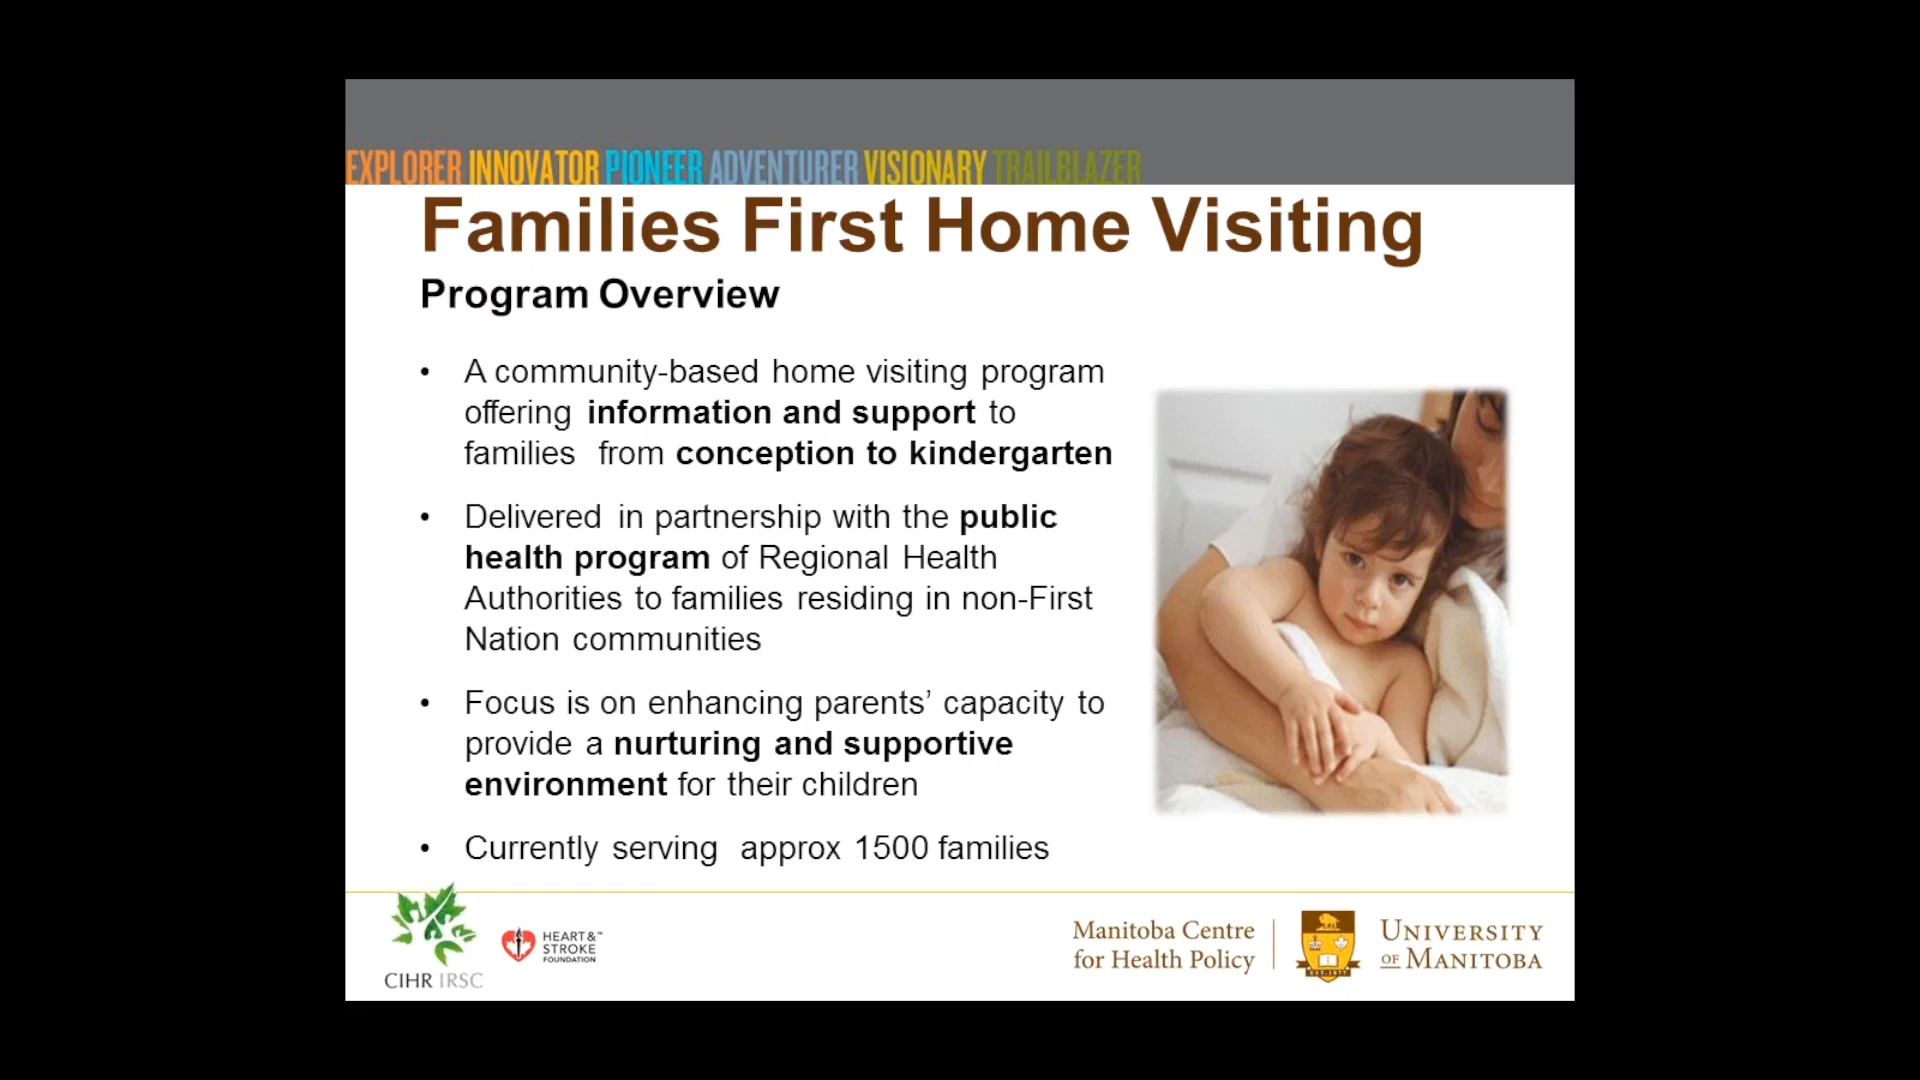 EXPLORER INNOVATOR PIONEER ADVENTURER VISIONARY TRAILBLAZER
Families First Home Visiting
Program Overview
• A community-based home visiting program
offering information and support to
families from conception to kindergarten
• Delivered in partnership with the public
health program of Regional Health
Authorities to families residing in non-First
Nation communities
• Focus is on enhancing parents’ capacity to
provide a nurturing and supportive
environment for their children
• Currently serving approx 1500 families
CIHR IRSC
HEART &™
STROKE
FOUNDATION
Manitoba Centre
for Health Policy
EST. 1877
UNIVERSITY
OF MANITOBA